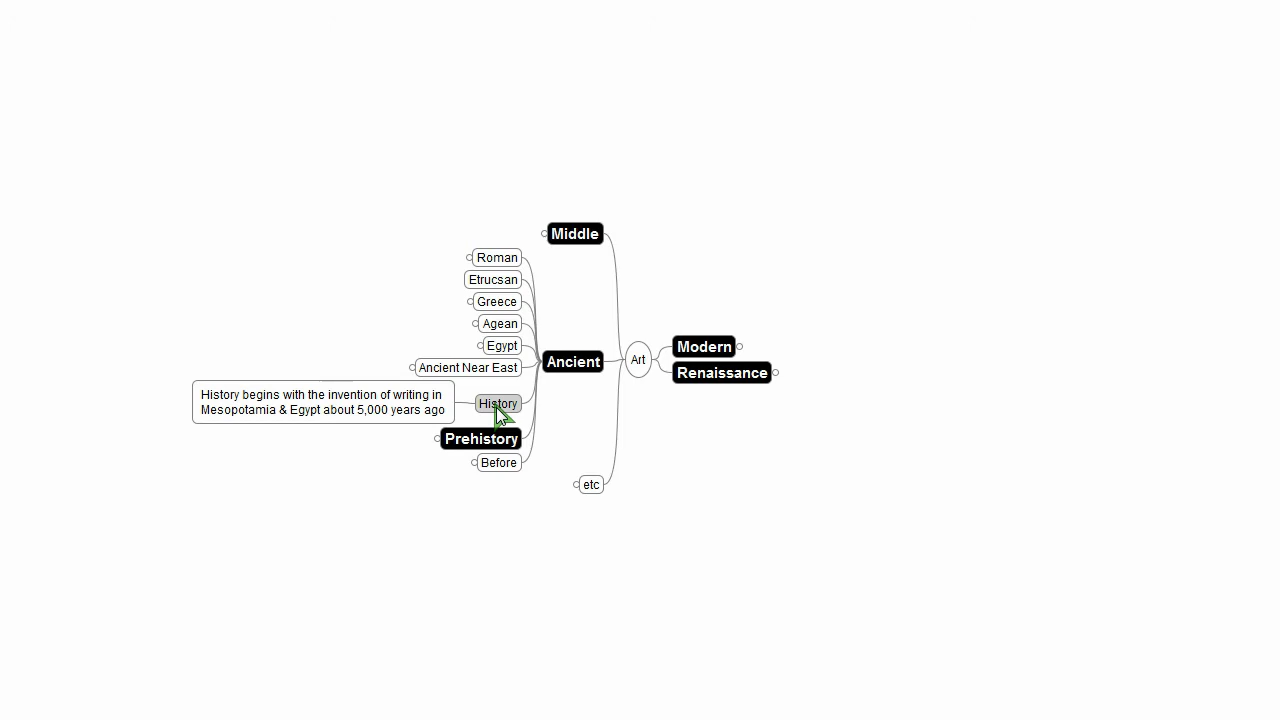 Middle
Roman
Etrucsan
Greece
Agean
Egypt
Ancient Near East
History begins with the invention of writing in
Mesopotamia & Egypt about 5,000 years ago
History
Prehistory
Before
Ancient
etc
Art
Modern
Renaissance